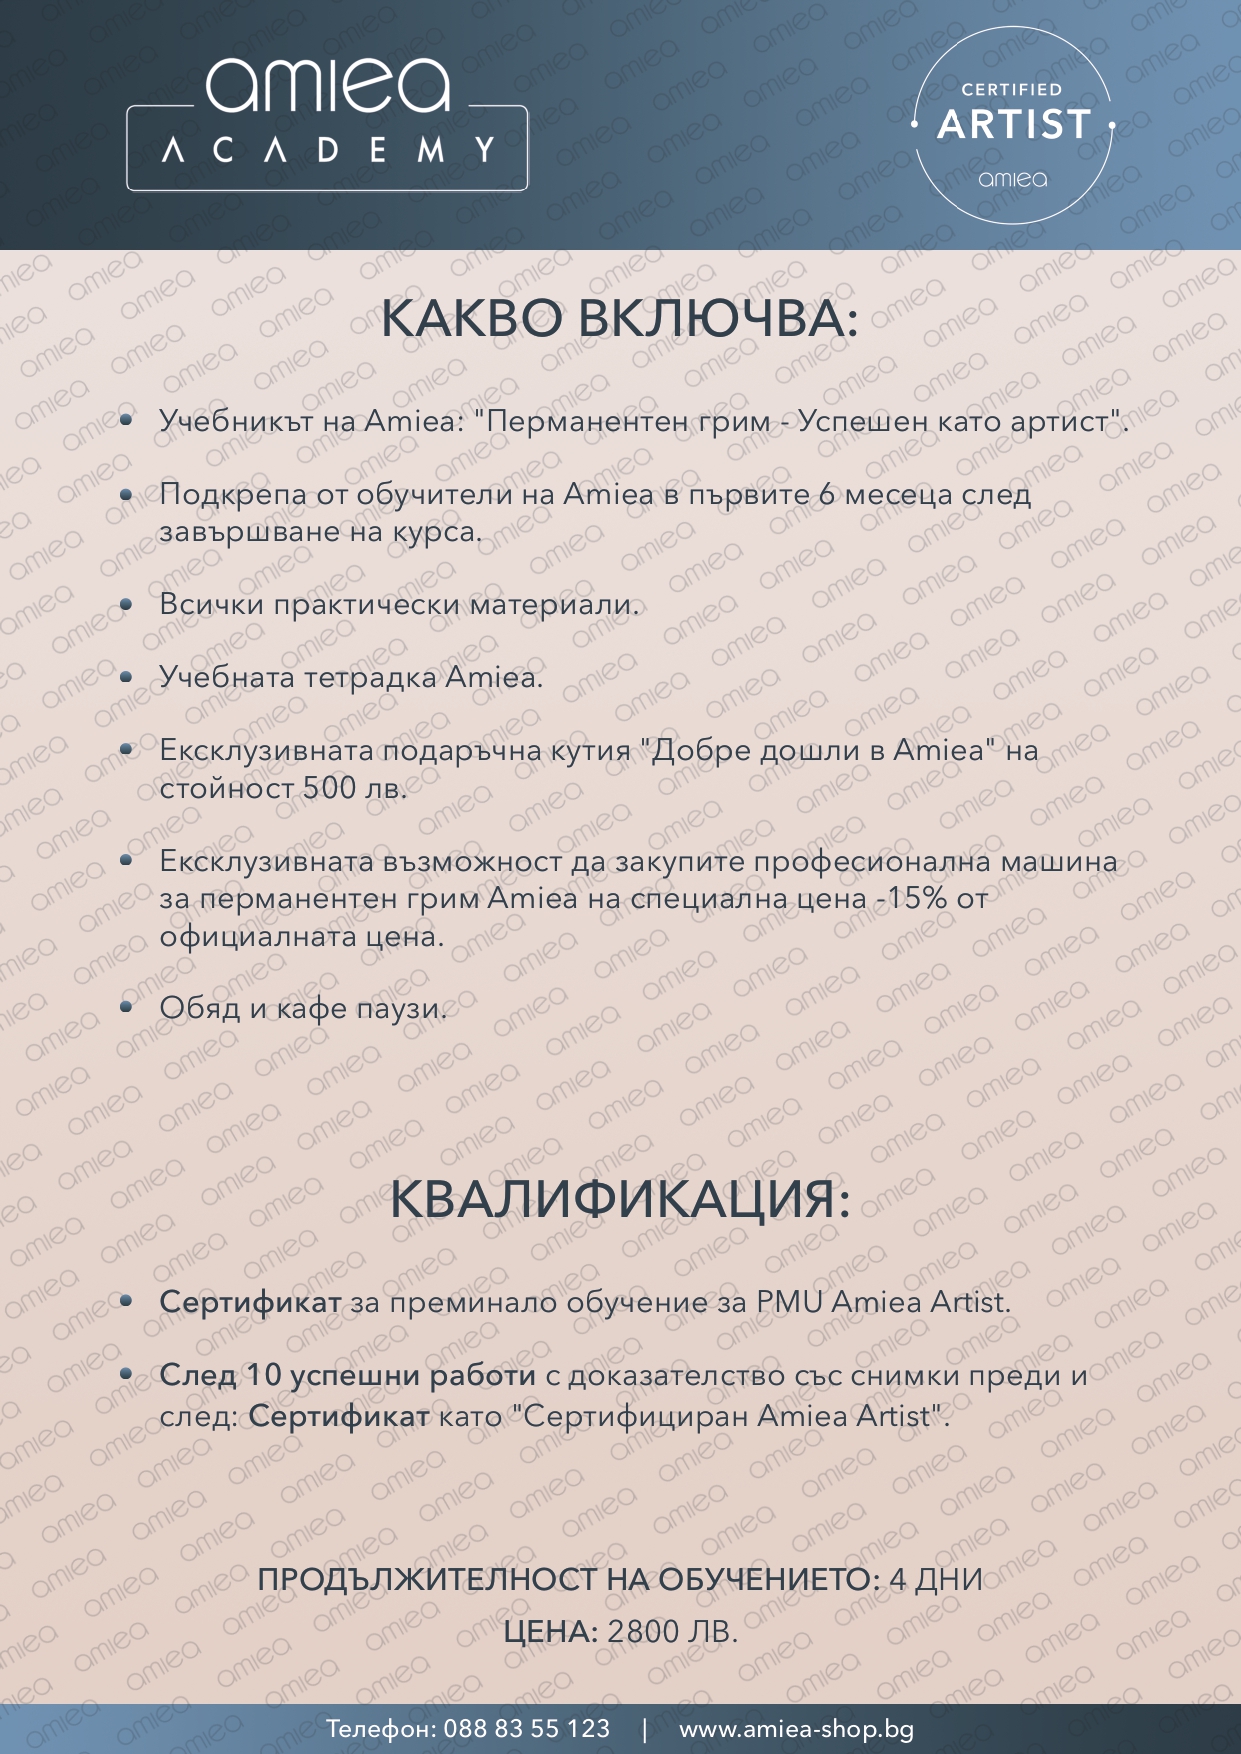 amiea
ACADEMY
CERTIFIED
ARTIST
amiea
КАКВО ВКЛЮЧВА:
• Учебникът на Amiea: "Перманентен грим - Успешен като артист".
• Подкрепа от обучители на Amiea в първите 6 месеца след
завършване на курса.
• Всички практически материали.
• Учебната тетрадка Amiea.
• Ексклузивната подаръчна кутия "Добре дошли в Amiea" на
стойност 500 лв.
• Ексклузивната възможност да закупите професионална машина
за перманентен грим Amiea на специална цена -15% от
официалната цена.
• Обяд и кафе паузи.
КВАЛИФИКАЦИЯ:
• Сертификат за преминало обучение за PMU Amiea Artist.
• След 10 успешни работи с доказателство със снимки преди и
след: Сертификат като "Сертифициран Amiea Artist".
ПРОДЪЛЖИТЕЛНОСТ НА ОБУЧЕНИЕТО: 4 ДНИ
ЦЕНА: 2800 ЛВ.
Телефон: 088 83 55 123 | www.amiea-shop.bg